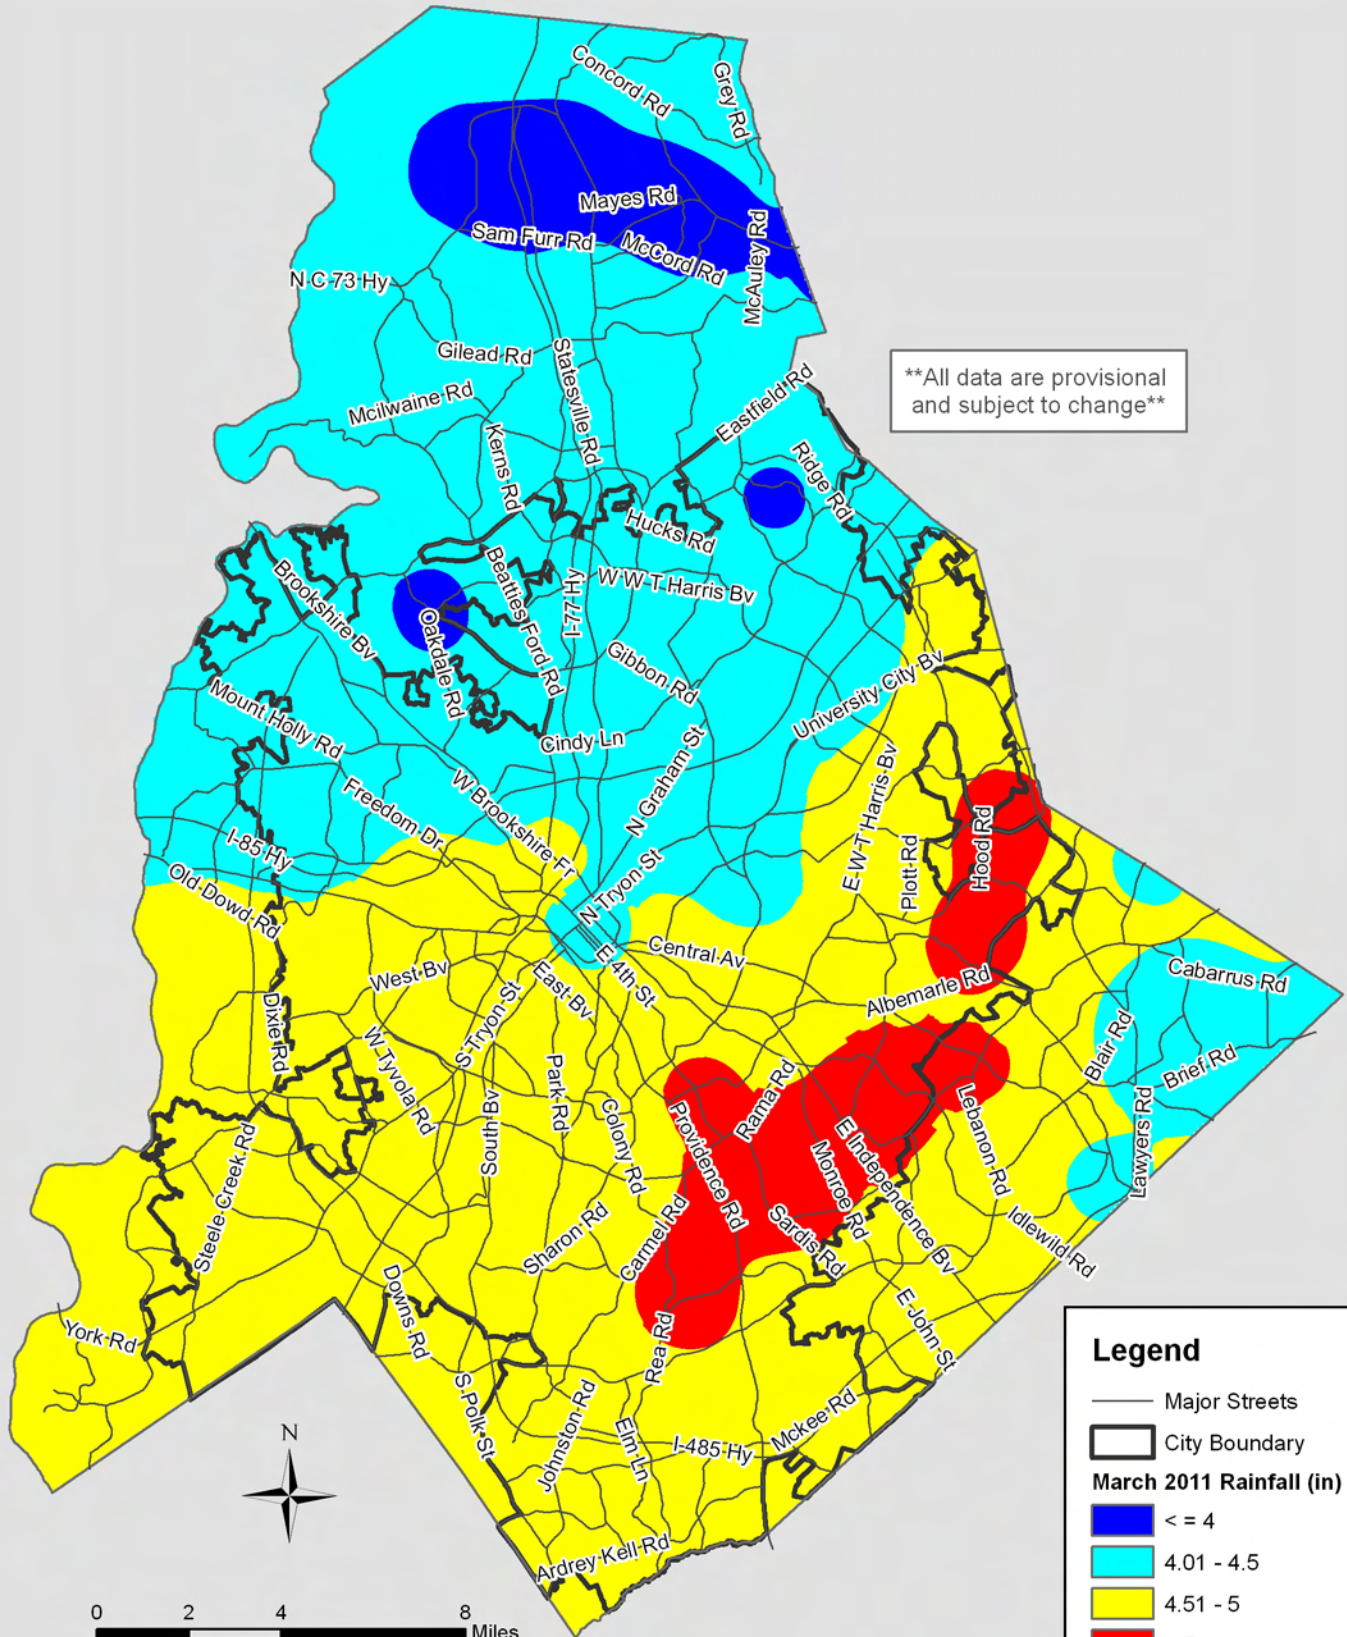 Concord Rd
Grey Rd
Mayes Rd
Sam Furr Rd
McCord Rd
McAuley Rd
N C 73 Hy
Gilead Rd
Statesville Rd
**All data are provisional
and subject to change**
Mcilwaine Rd
Eastfield Rd
Kerns Rd
Ridge Rd
Hucks Rd
Brookshire Bv
Beatties Ford Rd
I-77 Hy
W W T Harris Bv
Oakdale Rd
Gibbon Rd
University City Bv
Mount Holly Rd
Cindy Ln
N Graham St
W Brookshire Fr
Freedom Dr
E W T Harris Bv
Plott Rd
Hood Rd
I-85 Hy
Old Dowd Rd
N Tryon St
Central Av
E 4th St
West Bv
East Bv
S Tryon St
Albemarle Rd
Cabarrus Rd
Dixie Rd
W Tyvola Rd
Park Rd
South Bv
Colony Rd
Rama Rd
Blair Rd
Brief Rd
Lawyers Rd
Providence Rd
Monroe Rd
E Independence Bv
Lebanon Rd
Steele Creek Rd
Sharon Rd
Carmel Rd
Sardis Rd
Idlewild Rd
York Rd
Downs Rd
Rea Rd
E John St
S Polk St
Johnston Rd
Elm Ln
I-485 Hy
Mckee Rd
Ardrey Kell Rd
N
0 2 4 8
Miles
Legend
Major Streets
City Boundary
March 2011 Rainfall (in)
< = 4
4.01 - 4.5
4.51 - 5